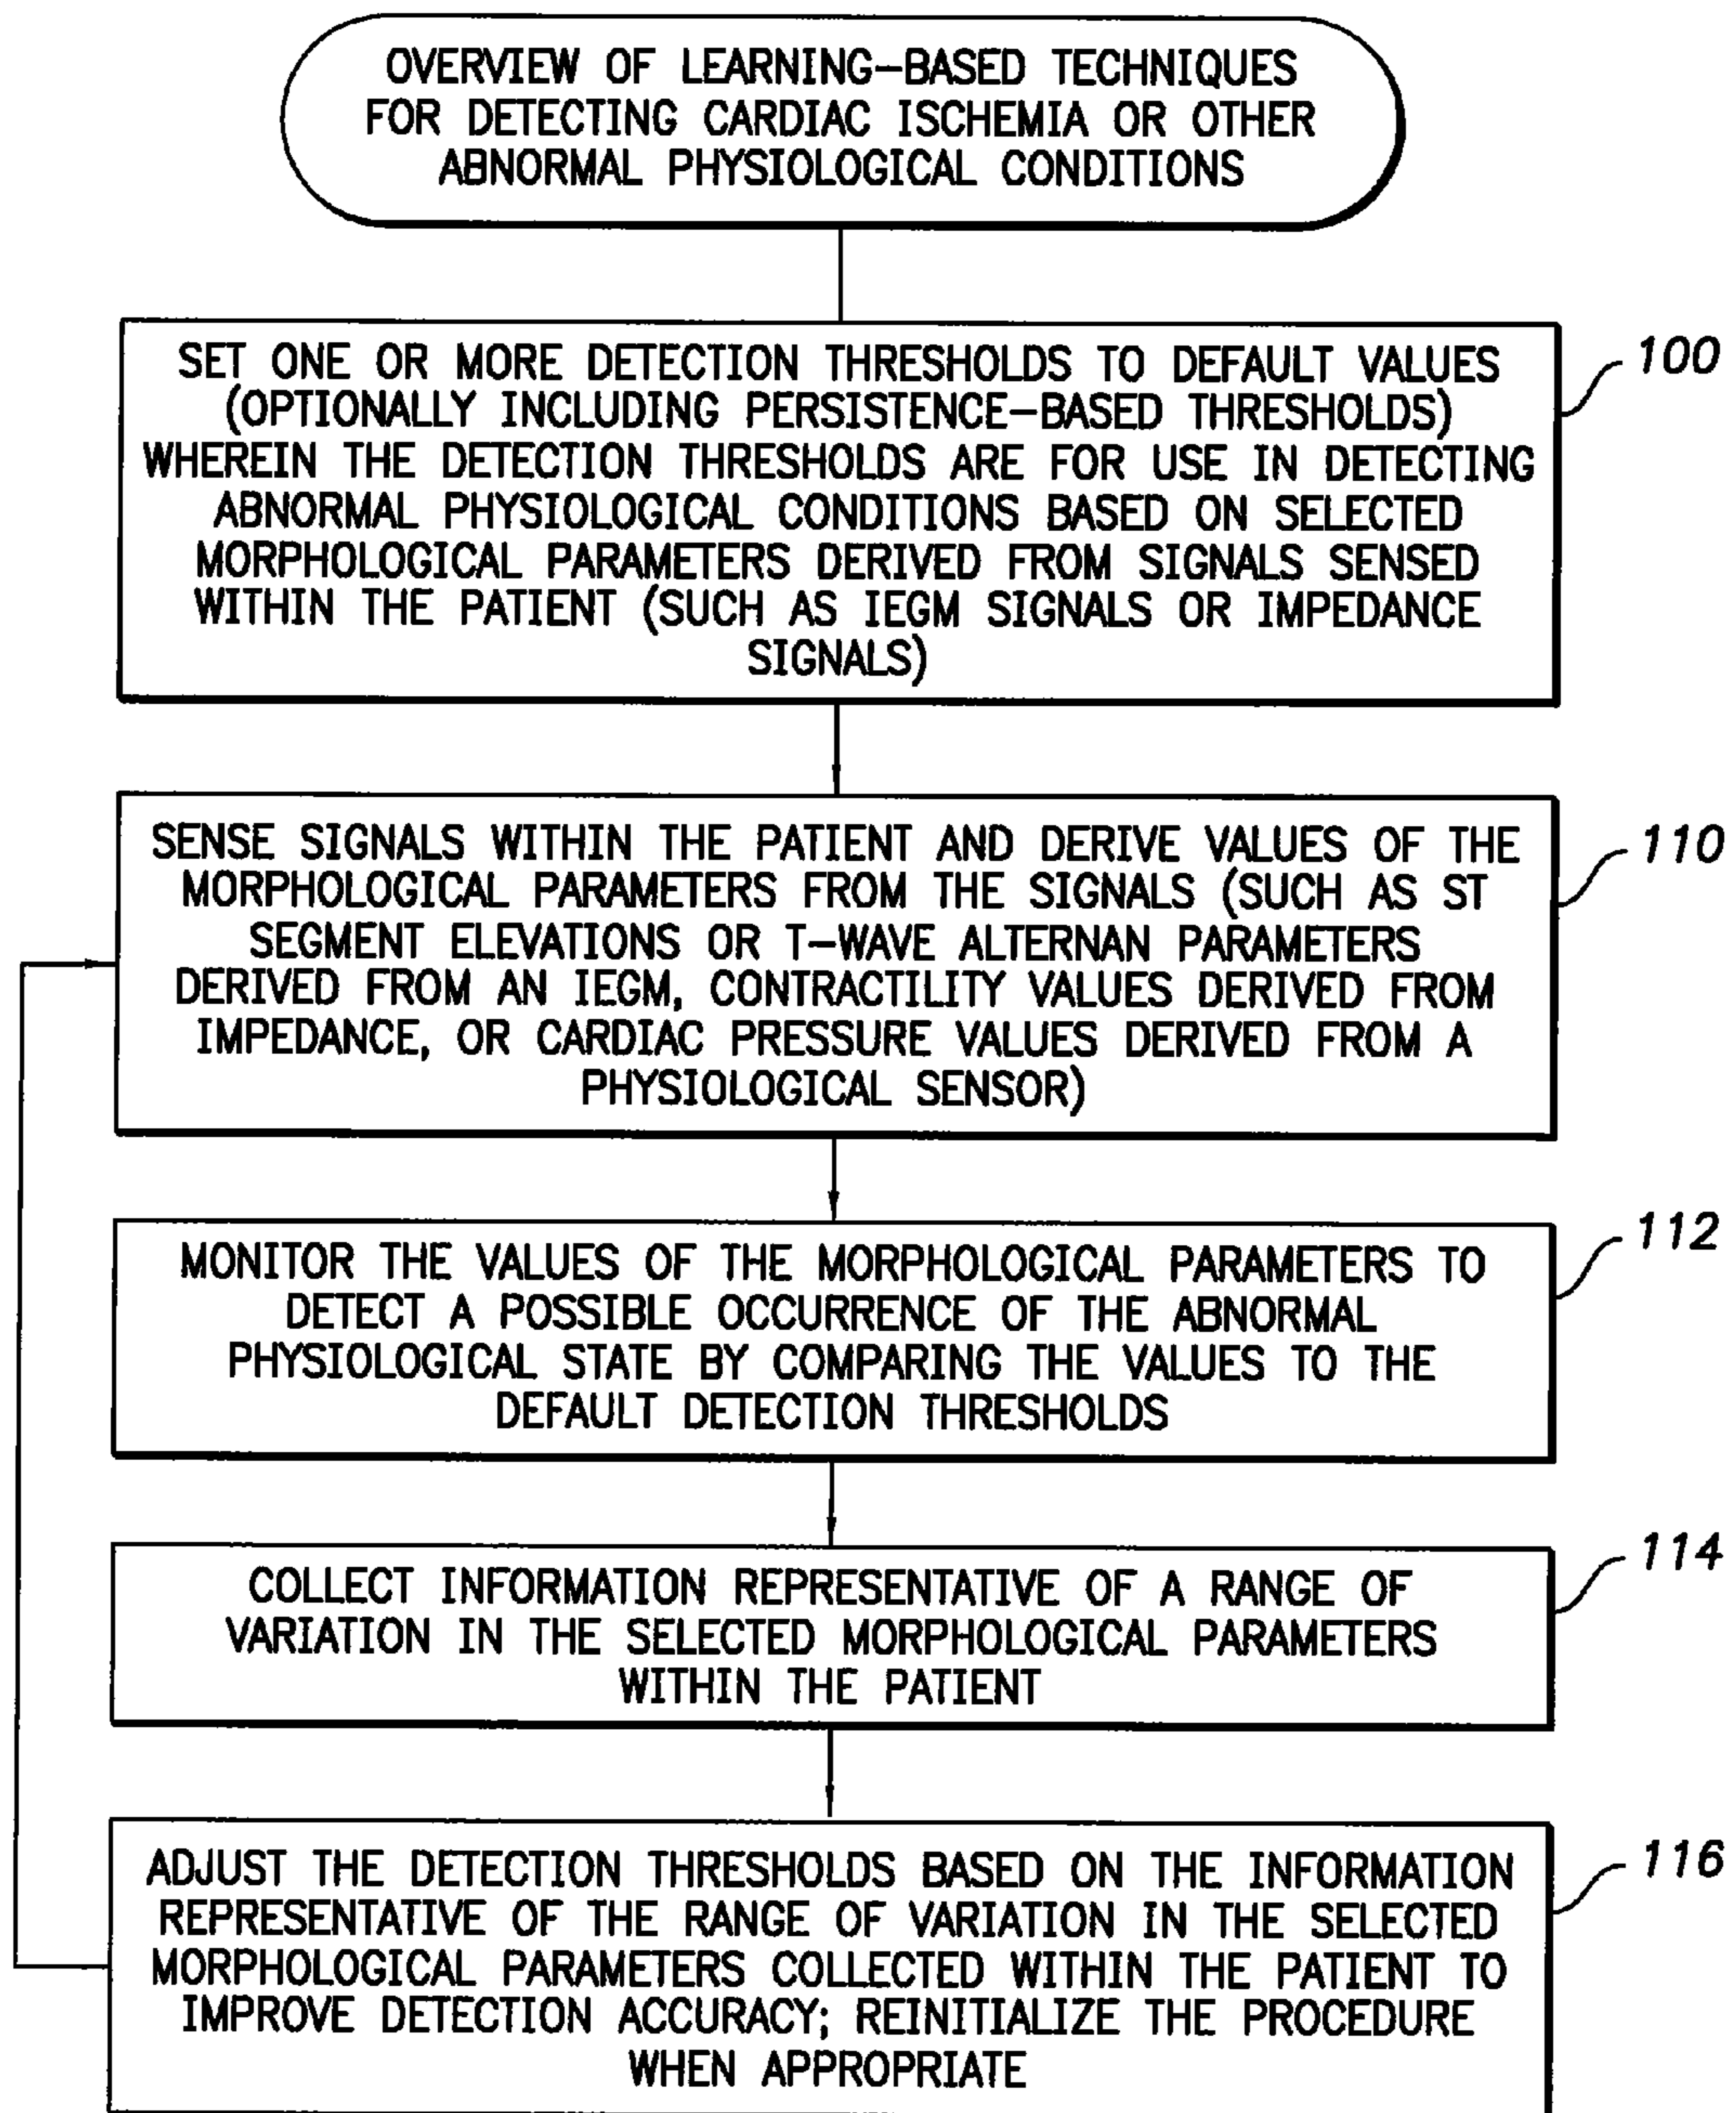 OVERVIEW OF LEARNING-BASED TECHNIQUES
FOR DETECTING CARDIAC ISCHEMIA OR OTHER
ABNORMAL PHYSIOLOGICAL CONDITIONS
SET ONE OR MORE DETECTION THRESHOLDS TO DEFAULT VALUES
(OPTIONALLY INCLUDING PERSISTENCE-BASED THRESHOLDS)
WHEREIN THE DETECTION THRESHOLDS ARE FOR USE IN DETECTING
ABNORMAL PHYSIOLOGICAL CONDITIONS BASED ON SELECTED
MORPHOLOGICAL PARAMETERS DERIVED FROM SIGNALS SENSED
WITHIN THE PATIENT (SUCH AS IEGM SIGNALS OR IMPEDANCE
SIGNALS)
100
SENSE SIGNALS WITHIN THE PATIENT AND DERIVE VALUES OF THE
MORPHOLOGICAL PARAMETERS FROM THE SIGNALS (SUCH AS ST
SEGMENT ELEVATIONS OR T-WAVE ALTERNAN PARAMETERS
DERIVED FROM AN IEGM, CONTRACTILITY VALUES DERIVED FROM
IMPEDANCE, OR CARDIAC PRESSURE VALUES DERIVED FROM A
PHYSIOLOGICAL SENSOR)
110
MONITOR THE VALUES OF THE MORPHOLOGICAL PARAMETERS TO
DETECT A POSSIBLE OCCURRENCE OF THE ABNORMAL
PHYSIOLOGICAL STATE BY COMPARING THE VALUES TO THE
DEFAULT DETECTION THRESHOLDS
112
COLLECT INFORMATION REPRESENTATIVE OF A RANGE OF
VARIATION IN THE SELECTED MORPHOLOGICAL PARAMETERS
WITHIN THE PATIENT
114
ADJUST THE DETECTION THRESHOLDS BASED ON THE INFORMATION
REPRESENTATIVE OF THE RANGE OF VARIATION IN THE SELECTED
MORPHOLOGICAL PARAMETERS COLLECTED WITHIN THE PATIENT TO
IMPROVE DETECTION ACCURACY; REINITIALIZE THE PROCEDURE
WHEN APPROPRIATE
116